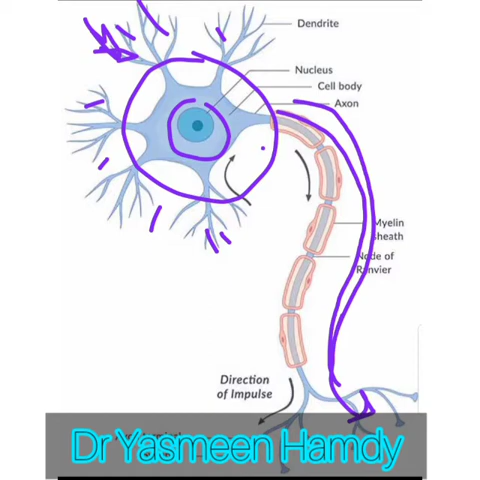 Dendrite
Nucleus
Cell body
Axon
Myelin
sheath
Node of
Ranvier
Direction
of Impulse
Dr Yasmeen Hamdy